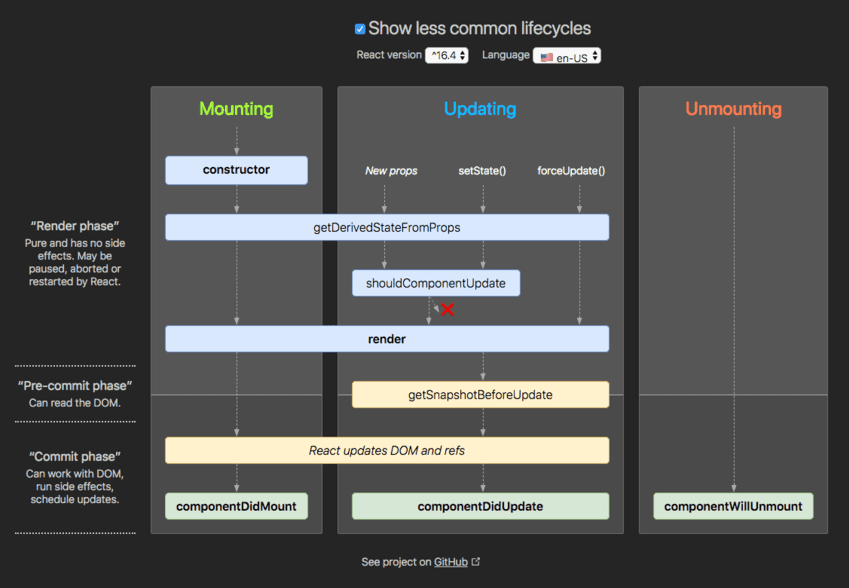 Show less common lifecycles
React version ^16.4 Language en-US
Mounting
Updating
Unmounting
constructor
New props
setState()
forceUpdate()
"Render phase"
Pure and has no side
effects. May be
paused, aborted or
restarted by React.
getDerivedStateFromProps
shouldComponentUpdate
render
"Pre-commit phase"
Can read the DOM.
getSnapshotBeforeUpdate
"Commit phase"
Can work with DOM,
run side effects,
schedule updates.
React updates DOM and refs
componentDidMount
componentDidUpdate
componentWillUnmount
See project on GitHub